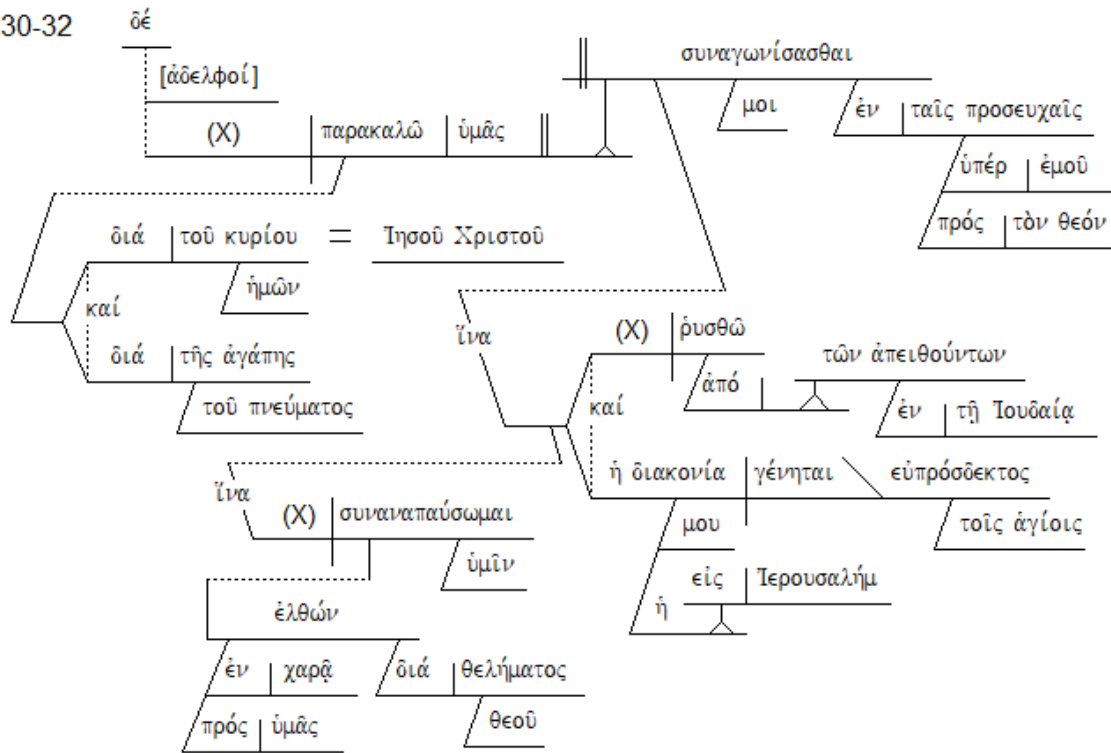 30-32
δέ
[ἀδελφοί]
(X) παρακαλῶ ὑμᾶς
συναγωνίσασθαι
μοι ἐν ταῖς προσευχαῖς
ὑπέρ ἐμοῦ
πρός τὸν θεόν
διά τοῦ κυρίου = Ἰησοῦ Χριστοῦ
ἡμῶν
καί
διά τῆς ἀγάπης
τοῦ πνεύματος
ἵνα
(X) ῥυσθῶ
ἀπό τῶν ἀπειθούντων
ἐν τῇ Ἰουδαίᾳ
καί
ἡ διακονία γένηται εὐπρόσδεκτος
μου τοῖς ἁγίοις
ἡ εἰς Ἰερουσαλήμ
ἵνα
(X) συναναπαύσωμαι
ὑμῖν
ἐλθών
ἐν χαρᾷ διά θελήματος
πρός ὑμᾶς θεοῦ